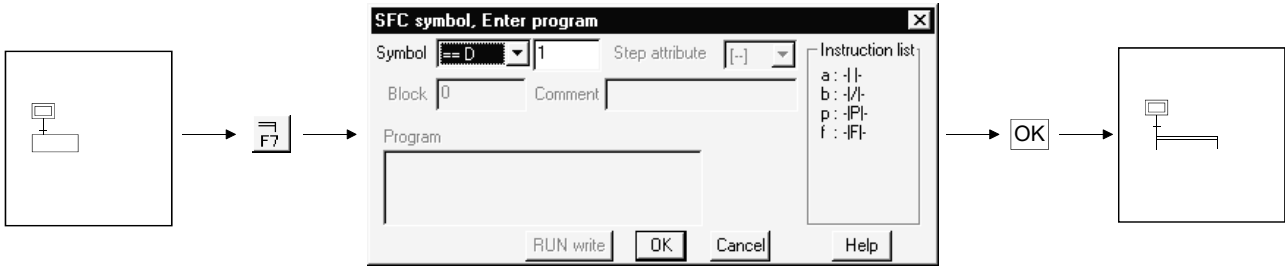 SFC symbol, Enter program
Symbol == D 1 Step attribute [--]
Block 0 Comment
Program
Instruction list
a : -| |-
b : -|/|-
p : -|P|-
f : -|F|-
RUN write OK Cancel Help
F7
OK